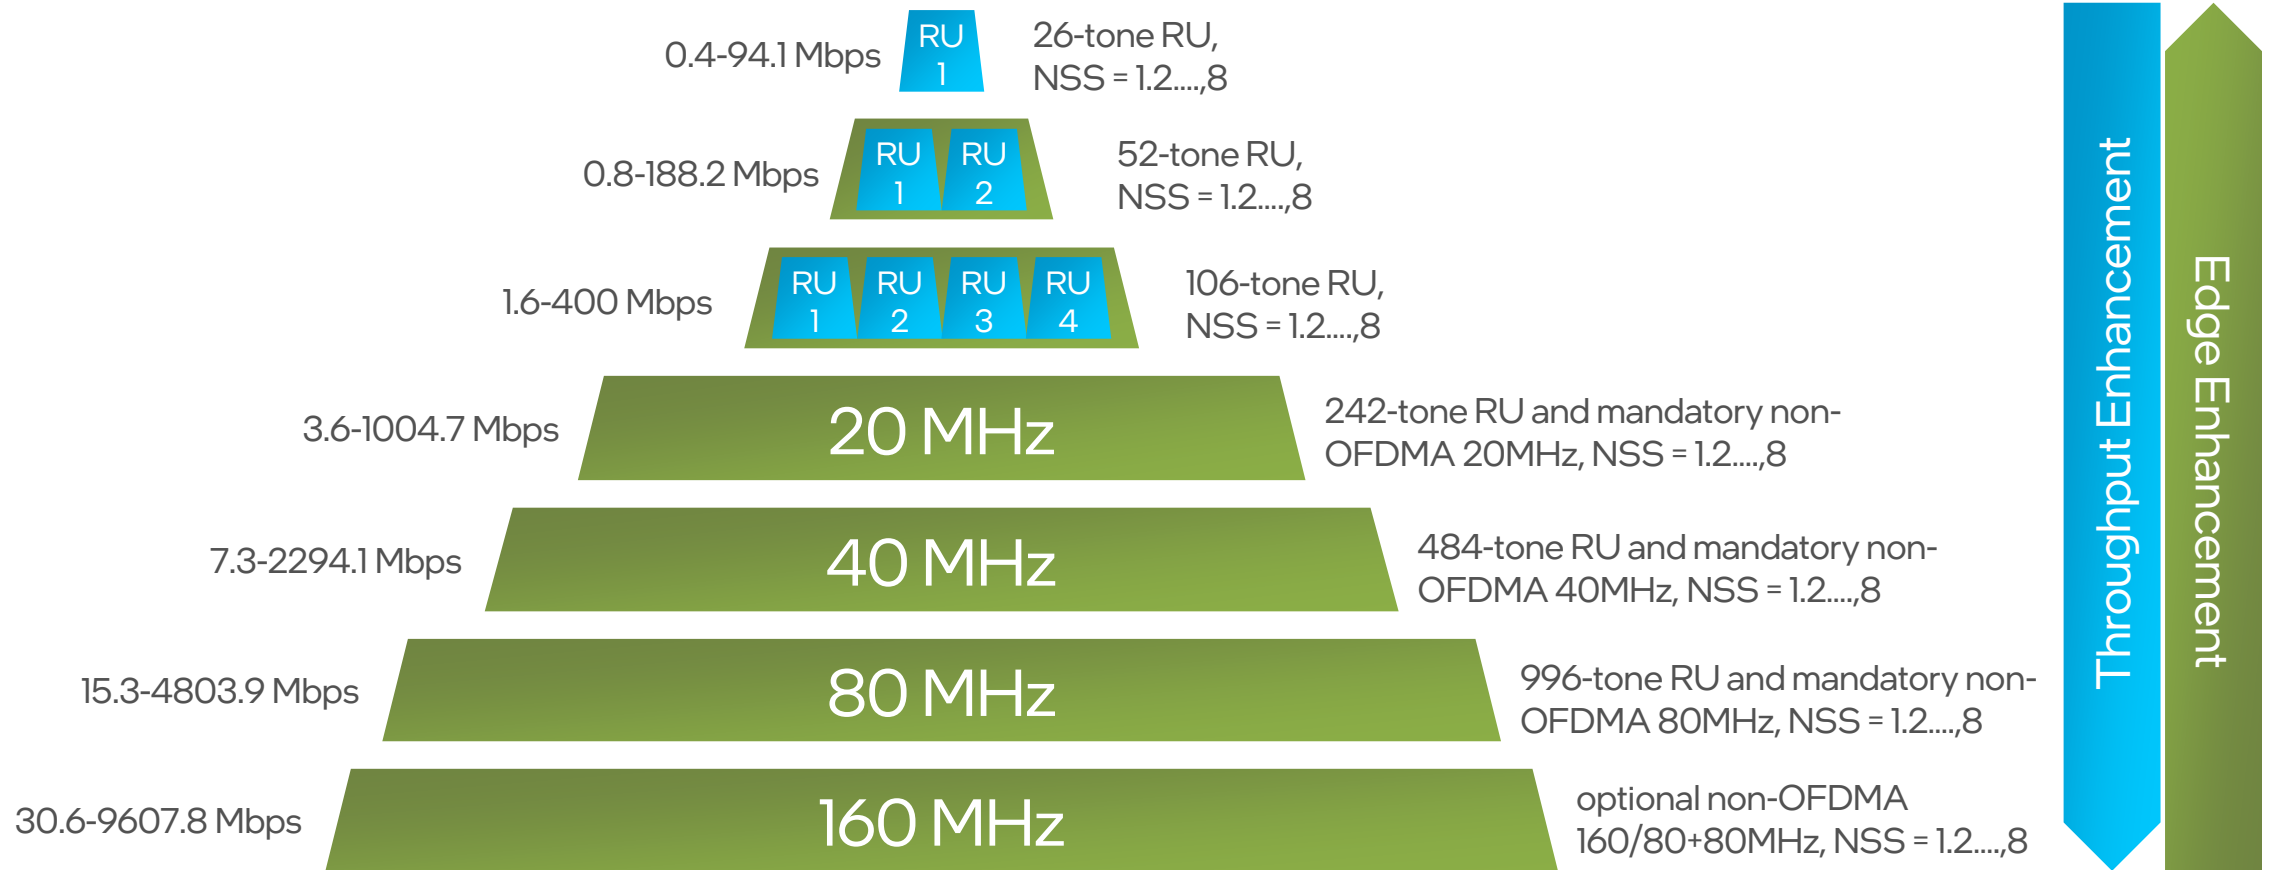 0.4-94.1 Mbps
RU
1
26-tone RU,
NSS = 1.2....,8
0.8-188.2 Mbps
RU
1
RU
2
52-tone RU,
NSS = 1.2....,8
1.6-400 Mbps
RU
1
RU
2
RU
3
RU
4
106-tone RU,
NSS = 1.2....,8
3.6-1004.7 Mbps
20 MHz
242-tone RU and mandatory non-
OFDMA 20MHz, NSS = 1.2....,8
7.3-2294.1 Mbps
40 MHz
484-tone RU and mandatory non-
OFDMA 40MHz, NSS = 1.2....,8
15.3-4803.9 Mbps
80 MHz
996-tone RU and mandatory non-
OFDMA 80MHz, NSS = 1.2....,8
30.6-9607.8 Mbps
160 MHz
optional non-OFDMA
160/80+80MHz, NSS = 1.2....,8
Throughput Enhancement
Edge Enhancement